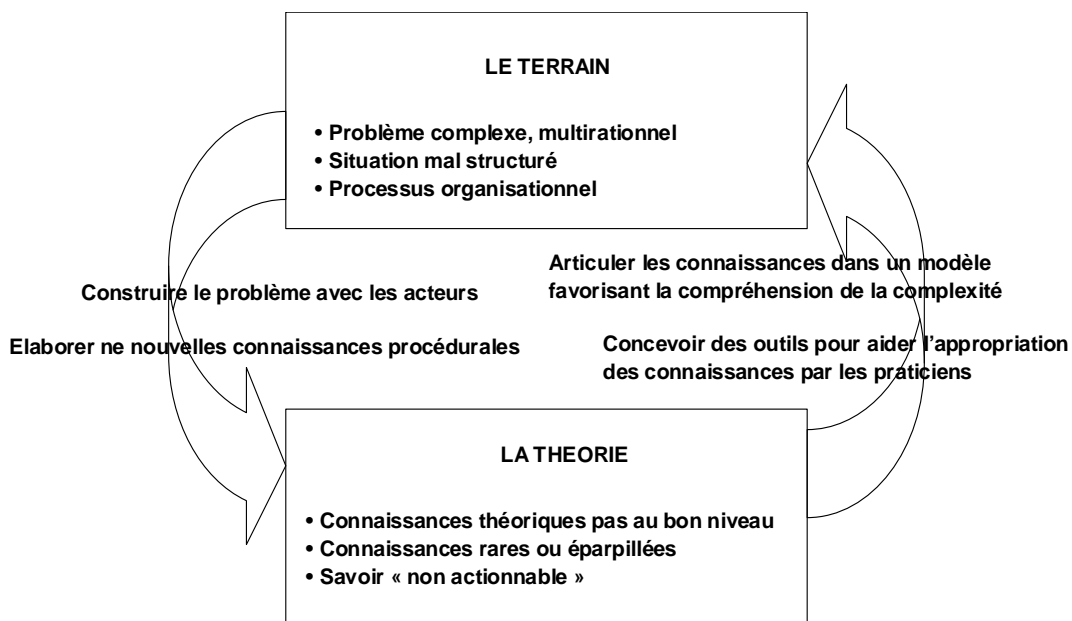 LE TERRAIN
• Problème complexe, multirationnel
• Situation mal structuré
• Processus organisationnel
Construire le problème avec les acteurs
Elaborer ne nouvelles connaissances procédurales
Articuler les connaissances dans un modèle
favorisant la compréhension de la complexité
Concevoir des outils pour aider l’appropriation
des connaissances par les praticiens
LA THEORIE
• Connaissances théoriques pas au bon niveau
• Connaissances rares ou éparpillées
• Savoir « non actionnable »